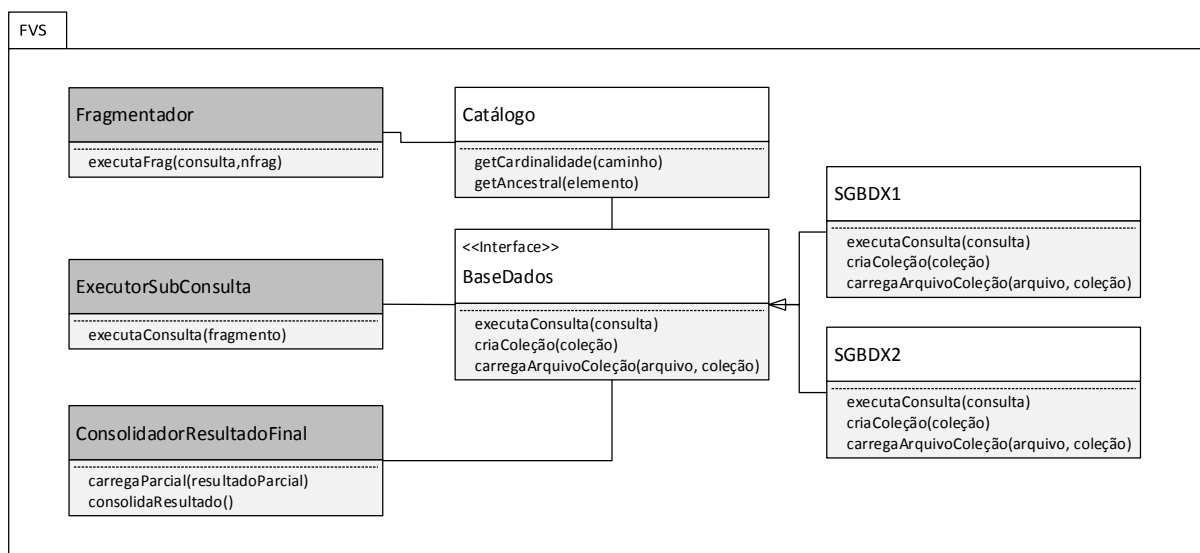 FVS
Fragmentador
executaFrag(consulta,nfrag)
Catálogo
getCardinalidade(caminho)
getAncestral(elemento)
SGBDX1
executaConsulta(consulta)
criaColeção(coleção)
carregaArquivoColeção(arquivo, coleção)
<<Interface>>
BaseDados
executaConsulta(consulta)
criaColeção(coleção)
carregaArquivoColeção(arquivo, coleção)
ExecutorSubConsulta
executaConsulta(fragmento)
SGBDX2
executaConsulta(consulta)
criaColeção(coleção)
carregaArquivoColeção(arquivo, coleção)
ConsolidadorResultadoFinal
carregaParcial(resultadoParcial)
consolidaResultado()